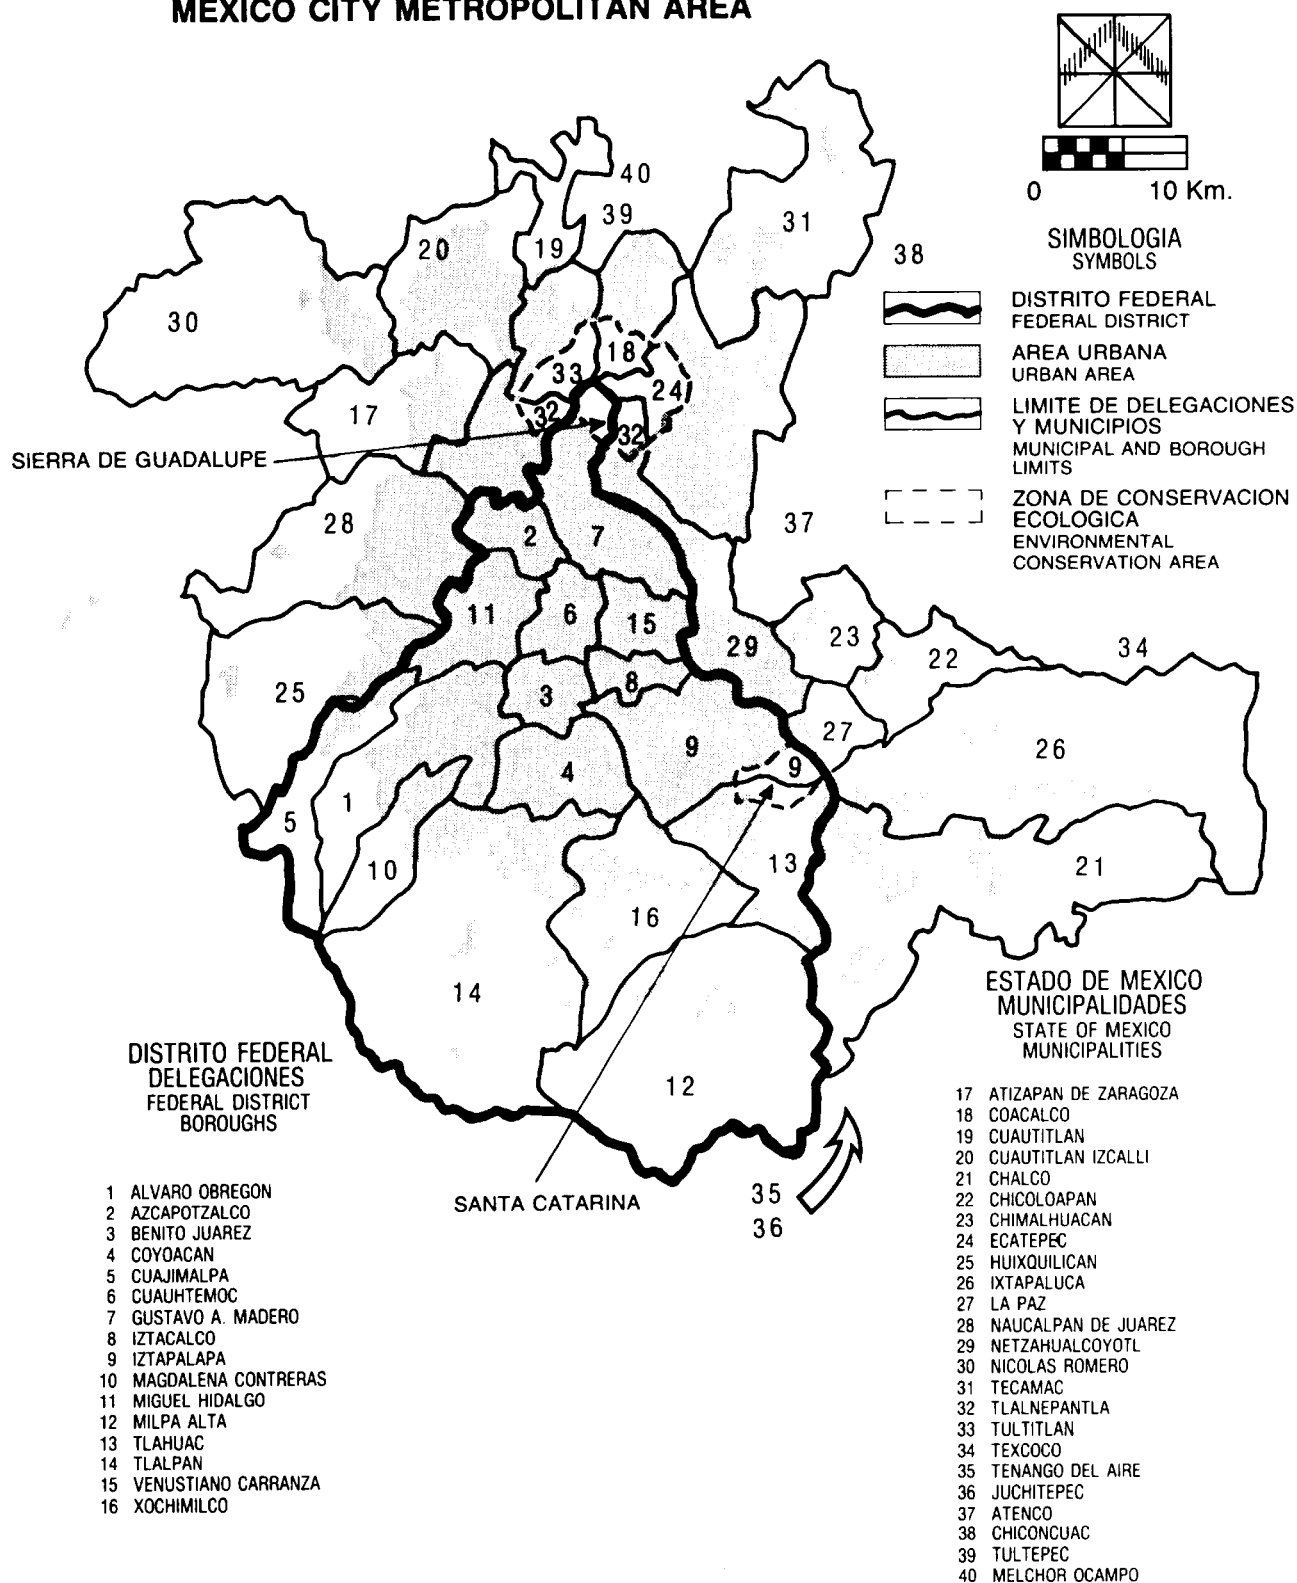 MEXICO CITY METROPOLITAN AREA
0 10 Km.
40
39
31
20
19
38
30
18
33
24
17
32
32
SIERRA DE GUADALUPE
28
37
2
7
11
6
15
29
23
22
34
25
3
8
27
9
26
4
9
1
5
10
13
21
16
14
12
SANTA CATARINA
35
36
SIMBOLOGIA
SYMBOLS
DISTRITO FEDERAL
FEDERAL DISTRICT
AREA URBANA
URBAN AREA
LIMITE DE DELEGACIONES
Y MUNICIPIOS
MUNICIPAL AND BOROUGH
LIMITS
ZONA DE CONSERVACION
ECOLOGICA
ENVIRONMENTAL
CONSERVATION AREA
DISTRITO FEDERAL
DELEGACIONES
FEDERAL DISTRICT
BOROUGHS
1 ALVARO OBREGON
2 AZCAPOTZALCO
3 BENITO JUAREZ
4 COYOACAN
5 CUAJIMALPA
6 CUAUHTEMOC
7 GUSTAVO A. MADERO
8 IZTACALCO
9 IZTAPALAPA
10 MAGDALENA CONTRERAS
11 MIGUEL HIDALGO
12 MILPA ALTA
13 TLAHUAC
14 TLALPAN
15 VENUSTIANO CARRANZA
16 XOCHIMILCO
ESTADO DE MEXICO
MUNICIPALIDADES
STATE OF MEXICO
MUNICIPALITIES
17 ATIZAPAN DE ZARAGOZA
18 COACALCO
19 CUAUTITLAN
20 CUAUTITLAN IZCALLI
21 CHALCO
22 CHICOLOAPAN
23 CHIMALHUACAN
24 ECATEPEC
25 HUIXQUILICAN
26 IXTAPALUCA
27 LA PAZ
28 NAUCALPAN DE JUAREZ
29 NETZAHUALCOYOTL
30 NICOLAS ROMERO
31 TECAMAC
32 TLALNEPANTLA
33 TULTITLAN
34 TEXCOCO
35 TENANGO DEL AIRE
36 JUCHITEPEC
37 ATENCO
38 CHICONCUAC
39 TULTEPEC
40 MELCHOR OCAMPO